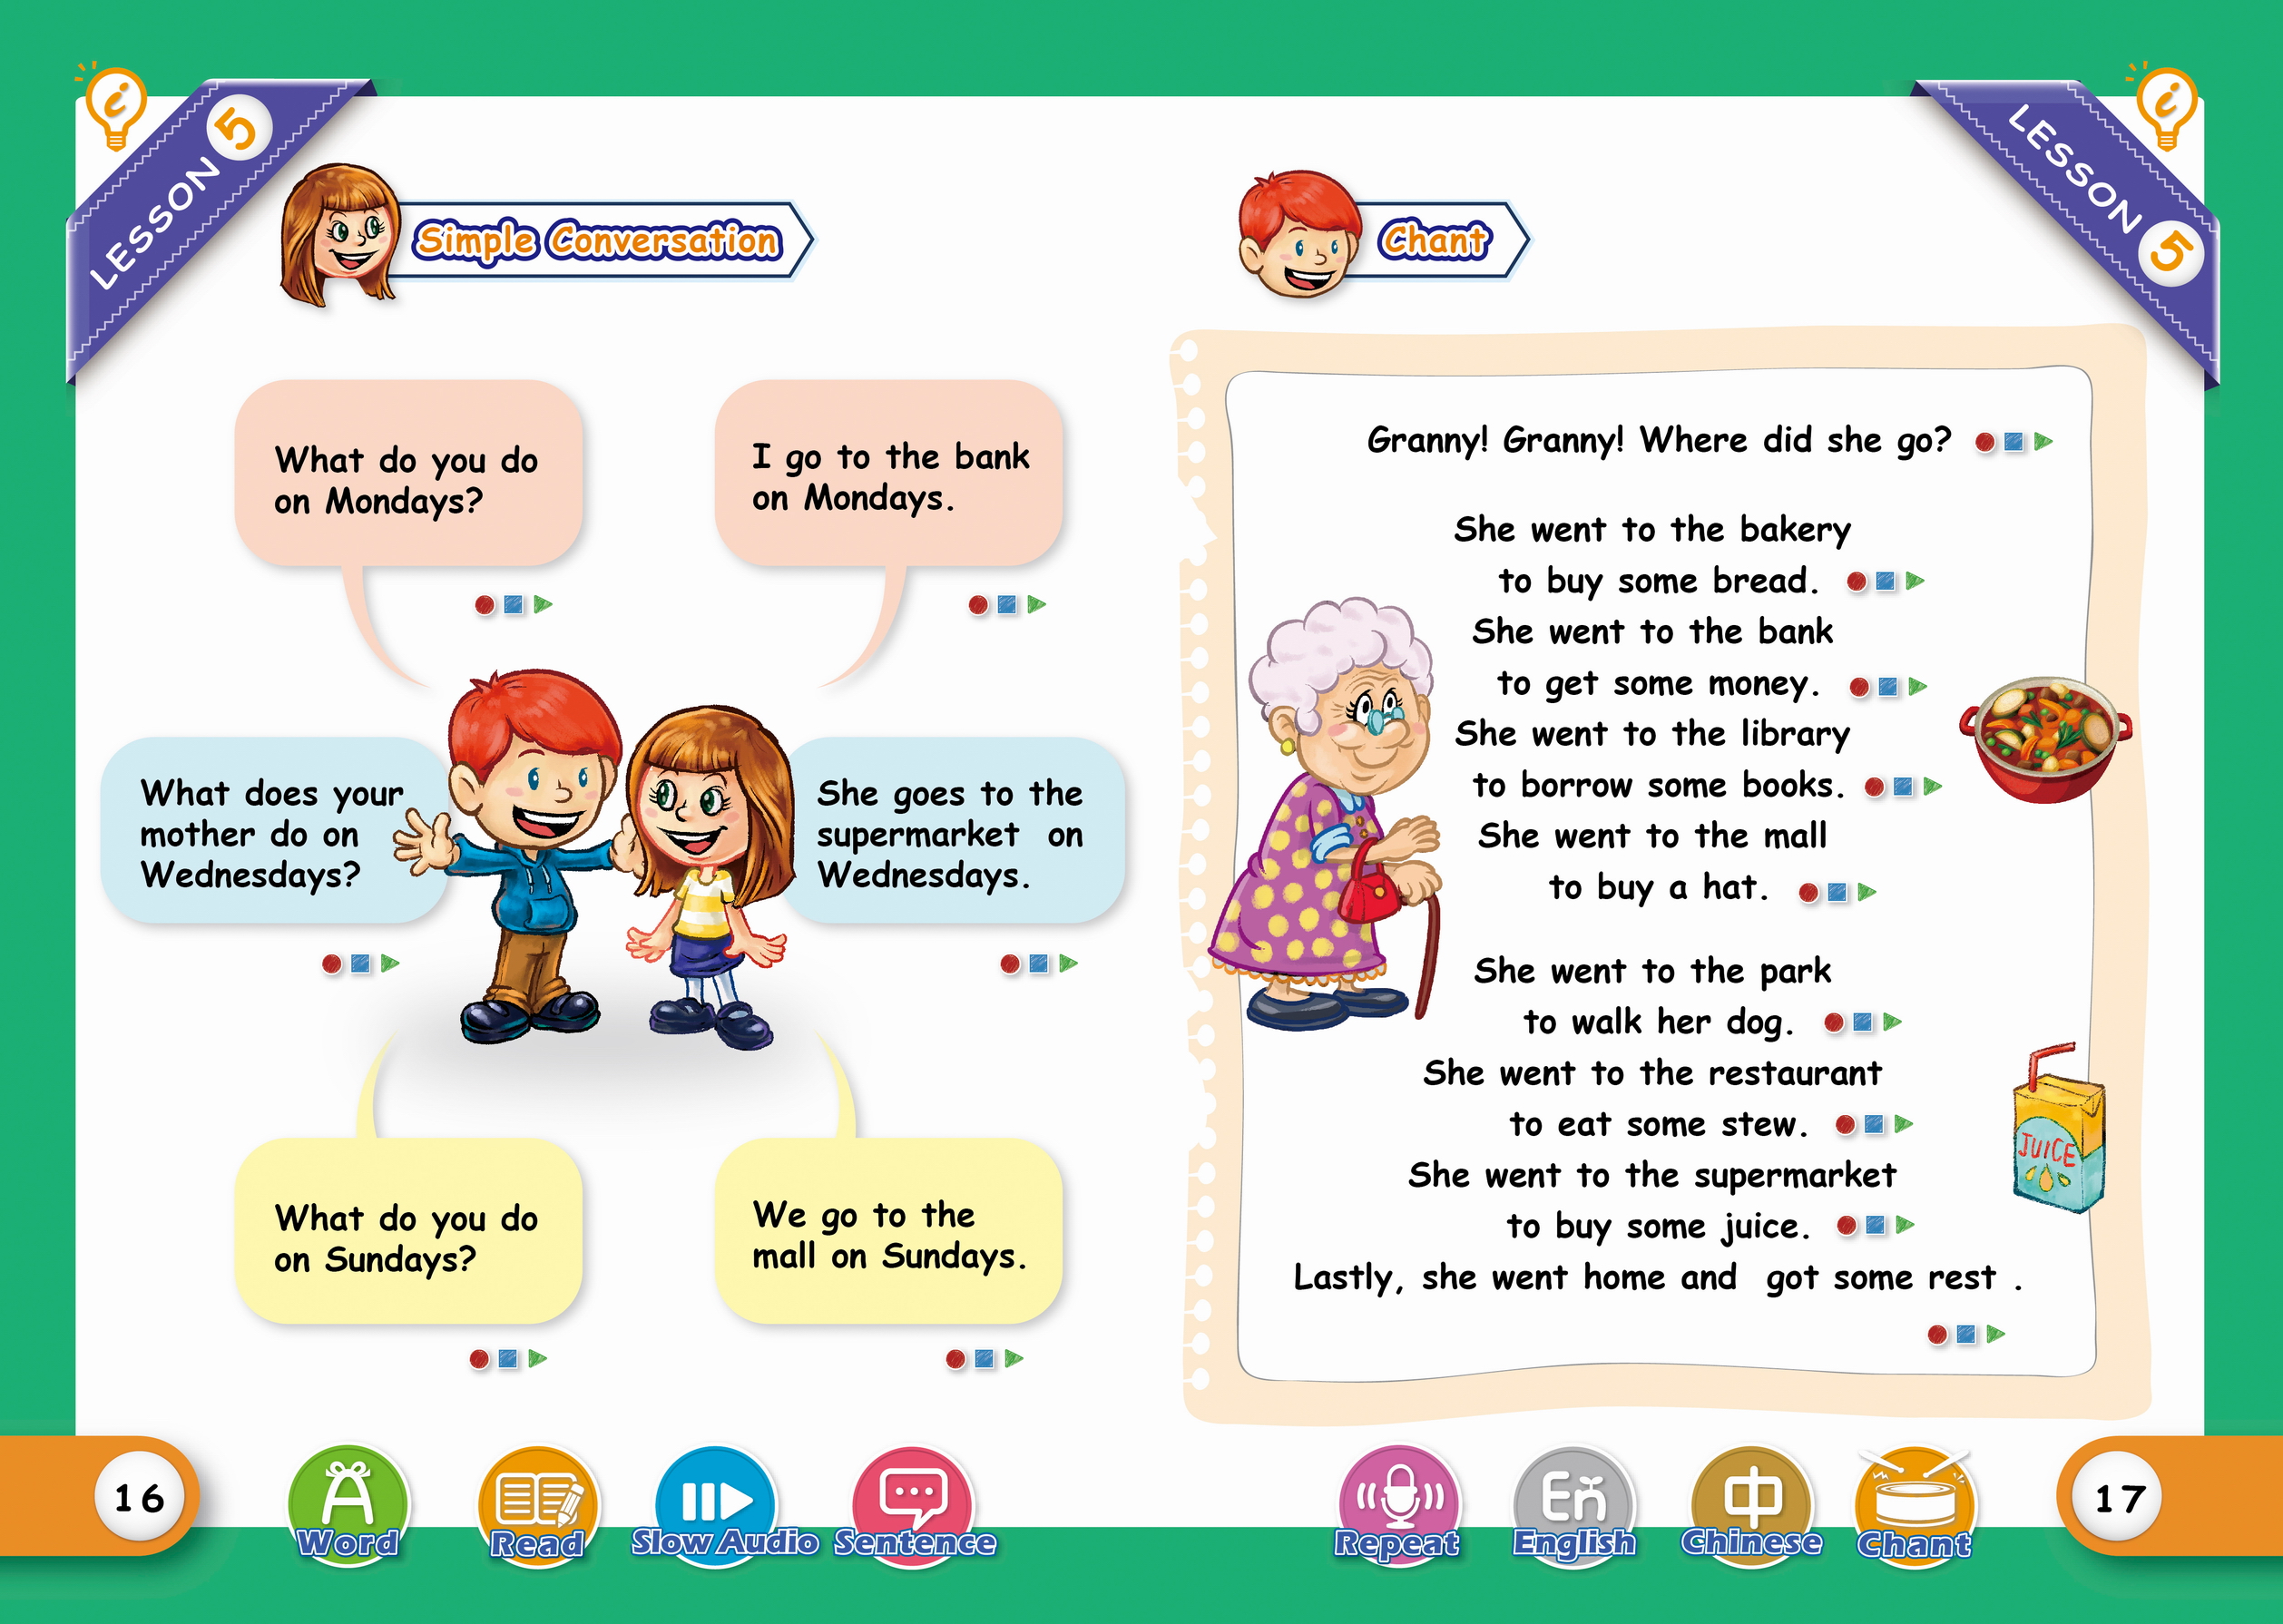 LESSON 5
Simple Conversation
What do you do
on Mondays?
I go to the bank
on Mondays.
What does your
mother do on
Wednesdays?
She goes to the
supermarket on
Wednesdays.
What do you do
on Sundays?
We go to the
mall on Sundays.
16
Word
Read
Slow Audio
Sentence
LESSON 5
Chant
Granny! Granny! Where did she go?
She went to the bakery
to buy some bread.
She went to the bank
to get some money.
She went to the library
to borrow some books.
She went to the mall
to buy a hat.
She went to the park
to walk her dog.
She went to the restaurant
to eat some stew.
She went to the supermarket
to buy some juice.
Lastly, she went home and got some rest .
JUICE
Repeat
En
English
中
Chinese
Chant
17